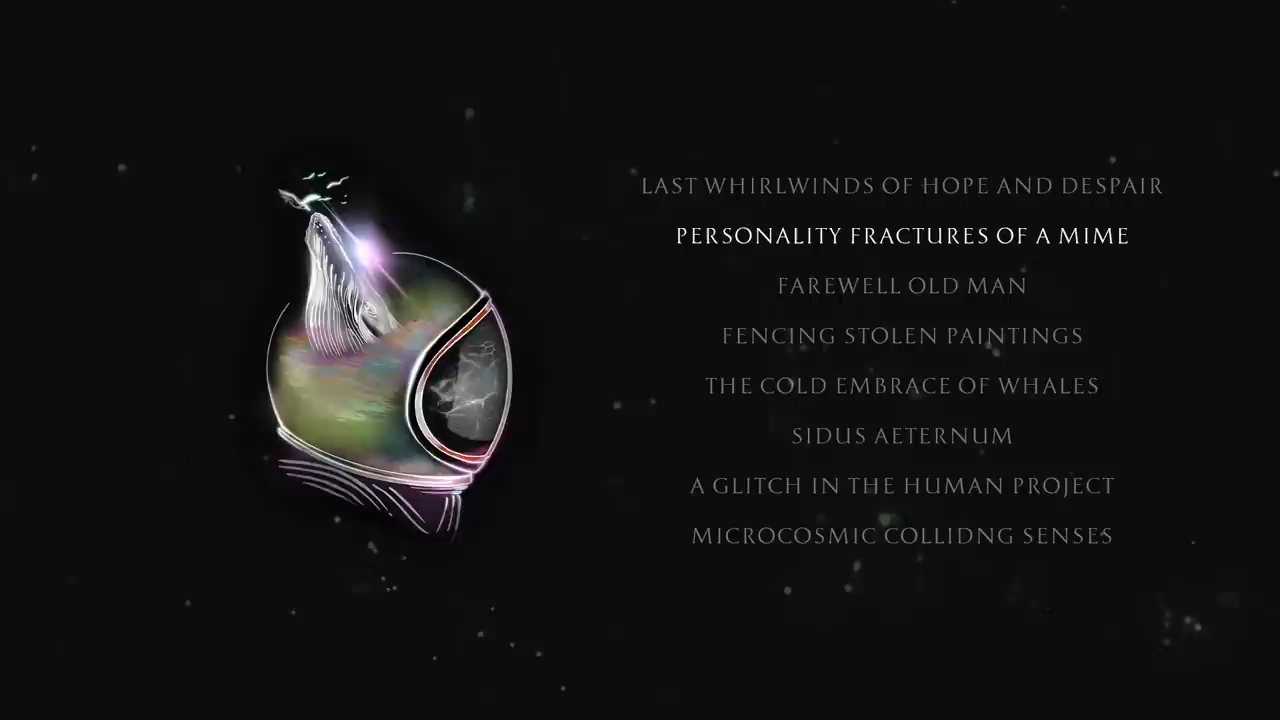 LAST WHIRLWINDS OF HOPE AND DESPAIR
PERSONALITY FRACTURES OF A MIME
FAREWELL OLD MAN
FENCING STOLEN PAINTINGS
THE COLD EMBRACE OF WHALES
SIDUS AETERNUM
A GLITCH IN THE HUMAN PROJECT
MICROCOSMIC COLLIDNG SENSES